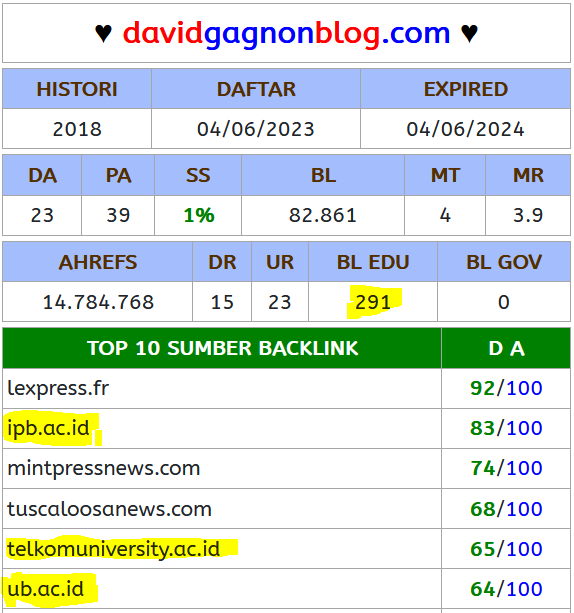 ♥ davidgagnonblog.com ♥
HISTORI DAFTAR EXPIRED
2018 04/06/2023 04/06/2024
DA PA SS BL MT MR
23 39 1% 82.861 4 3.9
AHREFS DR UR BL EDU BL GOV
14.784.768 15 23 291 0
TOP 10 SUMBER BACKLINK D A
lexpress.fr 92/100
ipb.ac.id 83/100
mintpressnews.com 74/100
tuscaloosanews.com 68/100
telkomuniversity.ac.id 65/100
ub.ac.id 64/100